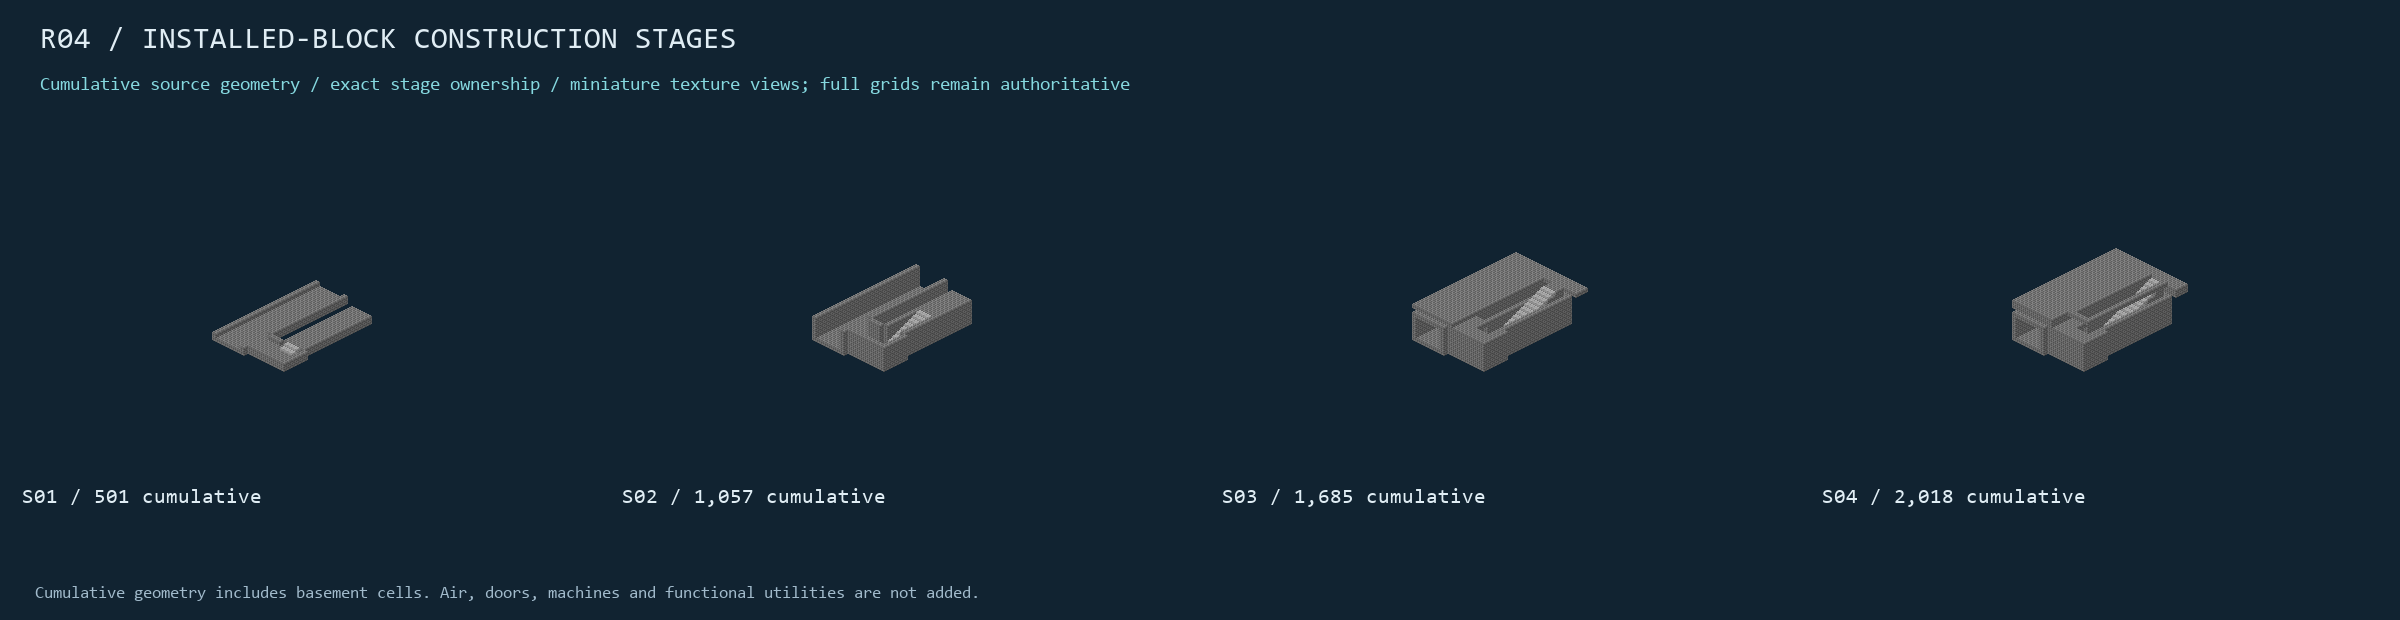 R04 / INSTALLED-BLOCK CONSTRUCTION STAGES
Cumulative source geometry / exact stage ownership / miniature texture views; full grids remain authoritative
S01 / 501 cumulative
S02 / 1,057 cumulative
S03 / 1,685 cumulative
S04 / 2,018 cumulative
Cumulative geometry includes basement cells. Air, doors, machines and functional utilities are not added.